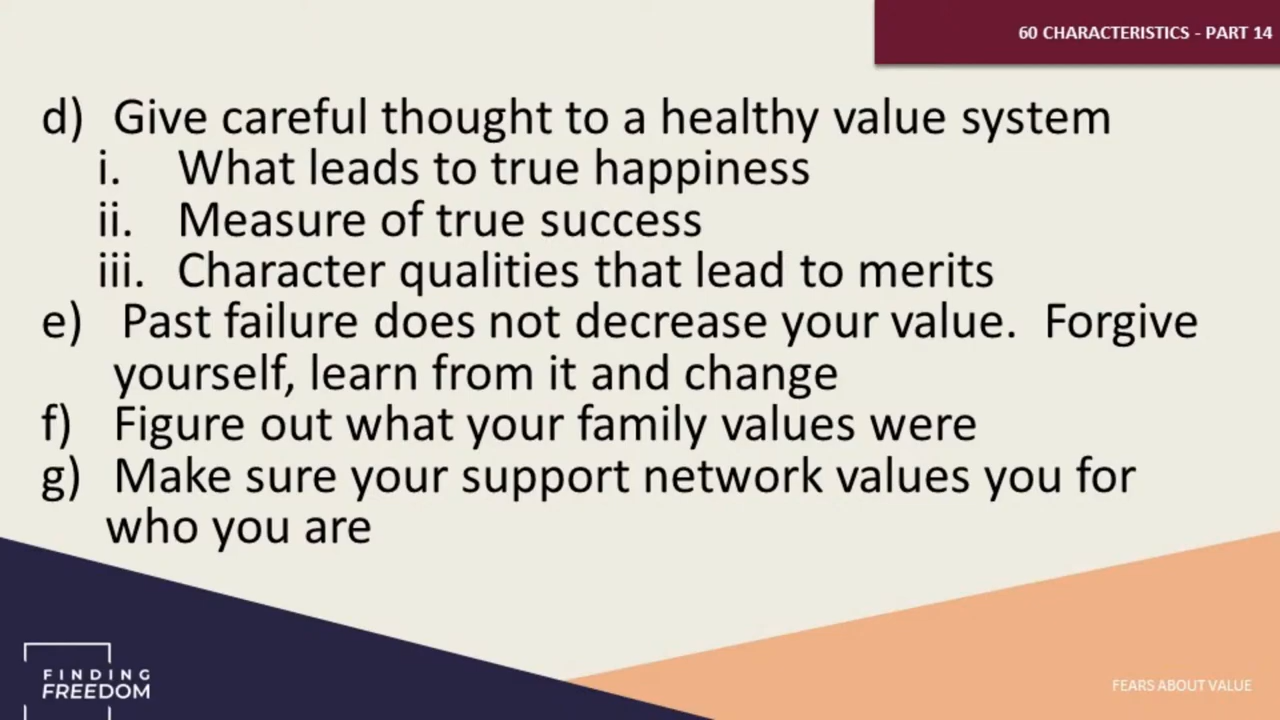 60 CHARACTERISTICS - PART 14
d) Give careful thought to a healthy value system
i. What leads to true happiness
ii. Measure of true success
iii. Character qualities that lead to merits
e) Past failure does not decrease your value. Forgive
yourself, learn from it and change
f) Figure out what your family values were
g) Make sure your support network values you for
who you are
FINDING
FREEDOM
FEARS ABOUT VALUE